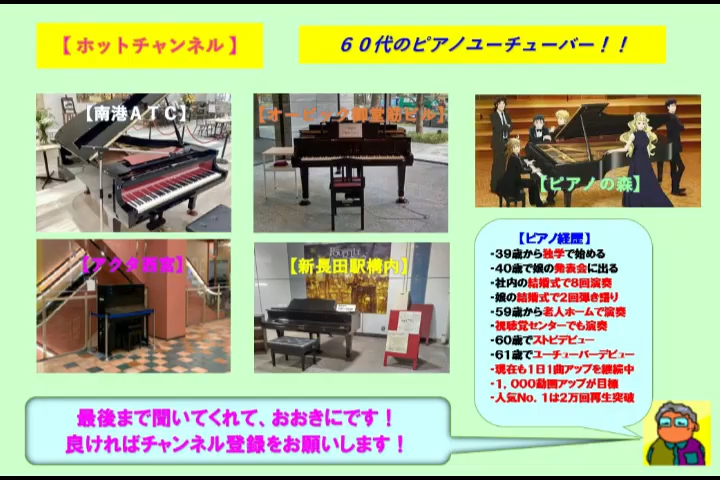 【ホットチャンネル】
６０代のピアノユーチューバー！！
【南港ＡＴＣ】
【オービック御堂筋ビル】
【ピアノの森】
【アクタ西宮】
【新長田駅構内】
【ピアノ経歴】
・39歳から独学で始める
・40歳で娘の発表会に出る
・社内の結婚式で8回演奏
・娘の結婚式で2回弾き語り
・59歳から老人ホームで演奏
・視聴覚センターでも演奏
・60歳でストピデビュー
・61歳でユーチューバーデビュー
・現在も1日1曲アップを継続中
・1，000動画アップが目標
・人気No．1は2万回再生突破
最後まで聞いてくれて、おおきにです！
良ければチャンネル登録をお願いします！